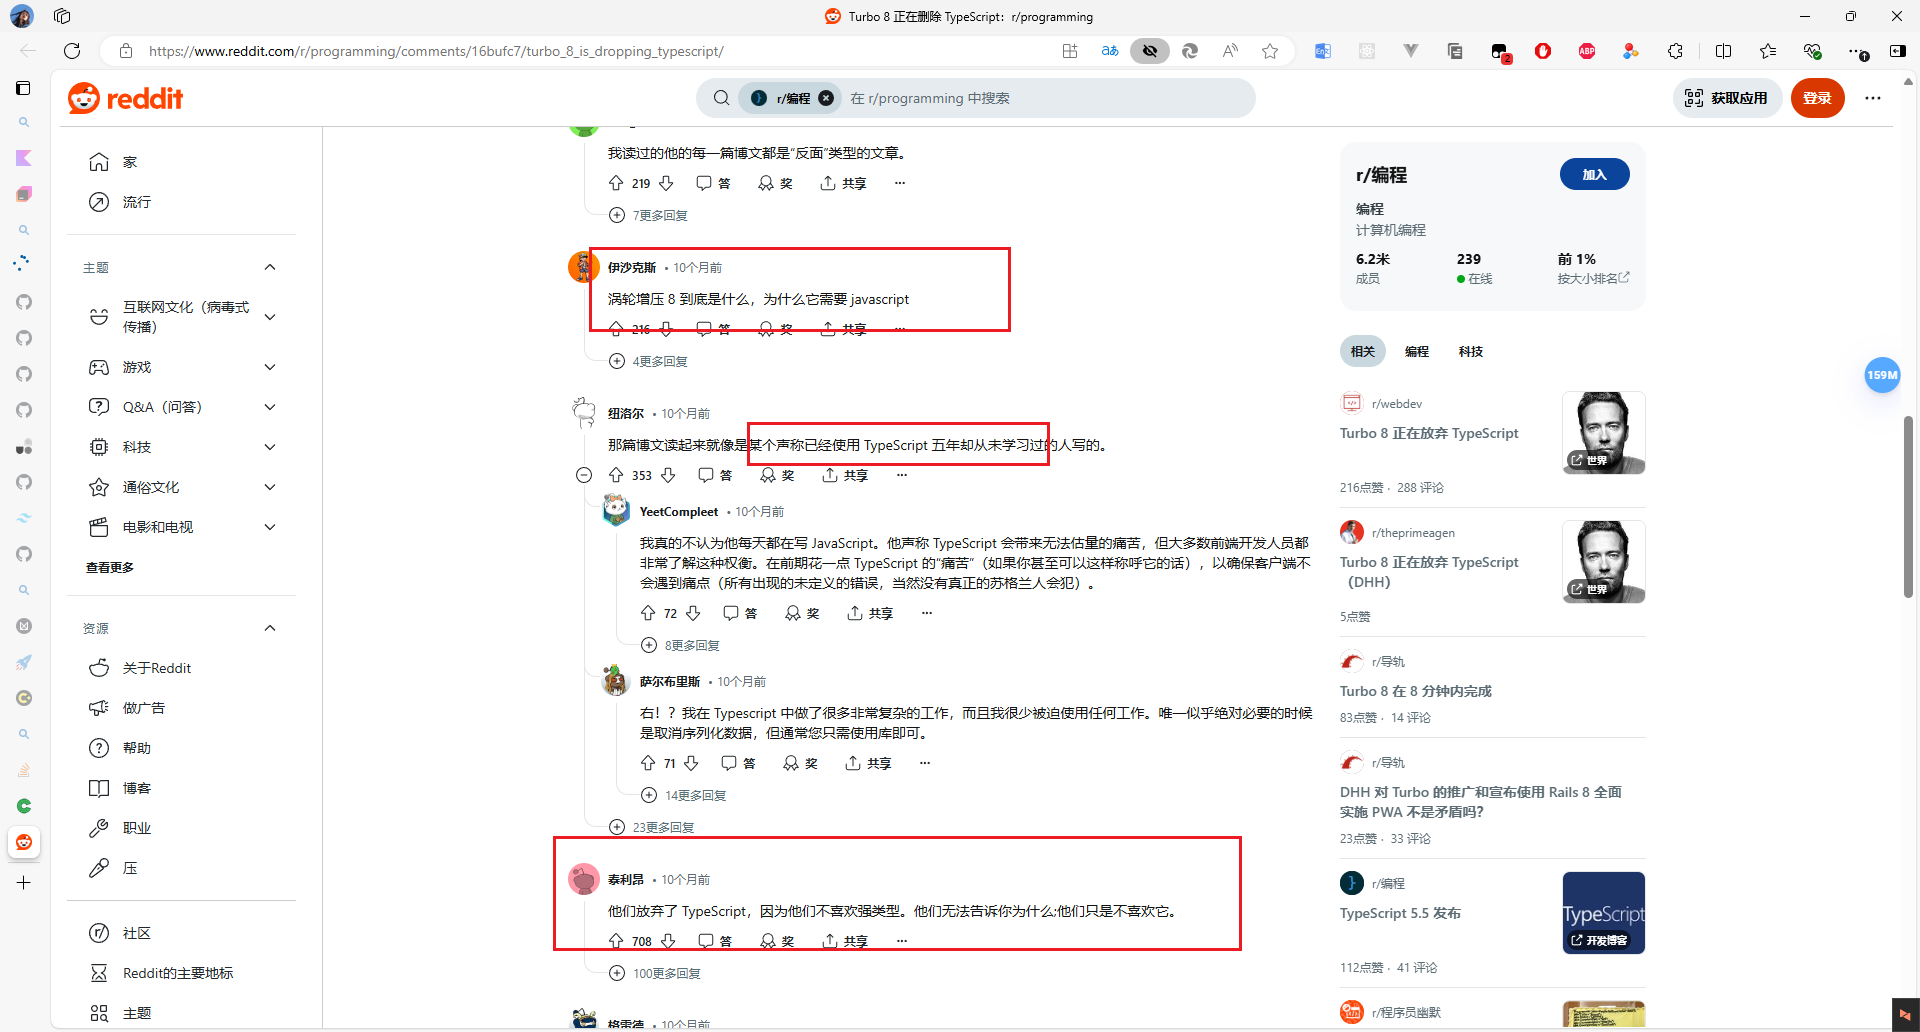 Turbo 8 正在删除 TypeScript：r/programming
https://www.reddit.com/r/programming/comments/16bufc7/turbo_8_is_dropping_typescript/
aあ
ABP
2
1
reddit
r/编程
在 r/programming 中搜索
获取应用
登录
家
流行
主题
互联网文化（病毒式
传播）
游戏
Q&A（问答）
科技
通俗文化
电影和电视
查看更多
资源
关于Reddit
做广告
帮助
博客
职业
压
社区
Reddit的主要地标
主题
我读过的他的每一篇博文都是“反面”类型的文章。
219 答 奖 共享
7更多回复
伊沙克斯 • 10个月前
涡轮增压 8 到底是什么，为什么它需要 javascript
216 答 奖 共享
4更多回复
纽洛尔 • 10个月前
那篇博文读起来就像是某个声称已经使用 TypeScript 五年却从未学习过的人写的。
353 答 奖 共享
YeetCompleet • 10个月前
我真的不认为他每天都在写 JavaScript。他声称 TypeScript 会带来无法估量的痛苦，但大多数前端开发人员都
非常了解这种权衡。在前期花一点 TypeScript 的“痛苦”（如果你甚至可以这样称呼它的话），以确保客户端不
会遇到痛点（所有出现的未定义的错误，当然没有真正的苏格兰人会犯）。
72 答 奖 共享
8更多回复
萨尔布里斯 • 10个月前
右！？我在 Typescript 中做了很多非常复杂的工作，而且我很少被迫使用任何工作。唯一似乎绝对必要的时候
是取消序列化数据，但通常您只需使用库即可。
71 答 奖 共享
14更多回复
23更多回复
泰利昂 • 10个月前
他们放弃了 TypeScript，因为他们不喜欢强类型。他们无法告诉你为什么;他们只是不喜欢它。
708 答 奖 共享
100更多回复
格雷德 • 10个月前
r/编程
加入
编程
计算机编程
6.2米 239 前 1%
成员 在线 按大小排名
相关 编程 科技
r/webdev
Turbo 8 正在放弃 TypeScript
世界
216点赞 · 288 评论
r/theprimeagen
Turbo 8 正在放弃 TypeScript
（DHH）
世界
5点赞
r/导轨
Turbo 8 在 8 分钟内完成
83点赞 · 14 评论
r/导轨
DHH 对 Turbo 的推广和宣布使用 Rails 8 全面
实施 PWA 不是矛盾吗？
23点赞 · 33 评论
r/编程
TypeScript 5.5 发布
TypeScript
开发博客
112点赞 · 41 评论
r/程序员幽默
159M